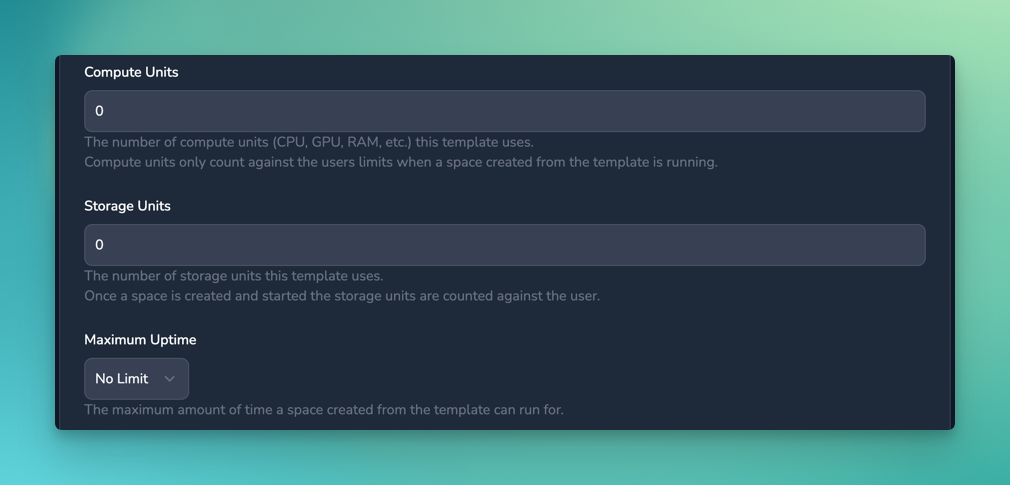 Compute Units
0
The number of compute units (CPU, GPU, RAM, etc.) this template uses.
Compute units only count against the users limits when a space created from the template is running.
Storage Units
0
The number of storage units this template uses.
Once a space is created and started the storage units are counted against the user.
Maximum Uptime
No Limit
The maximum amount of time a space created from the template can run for.